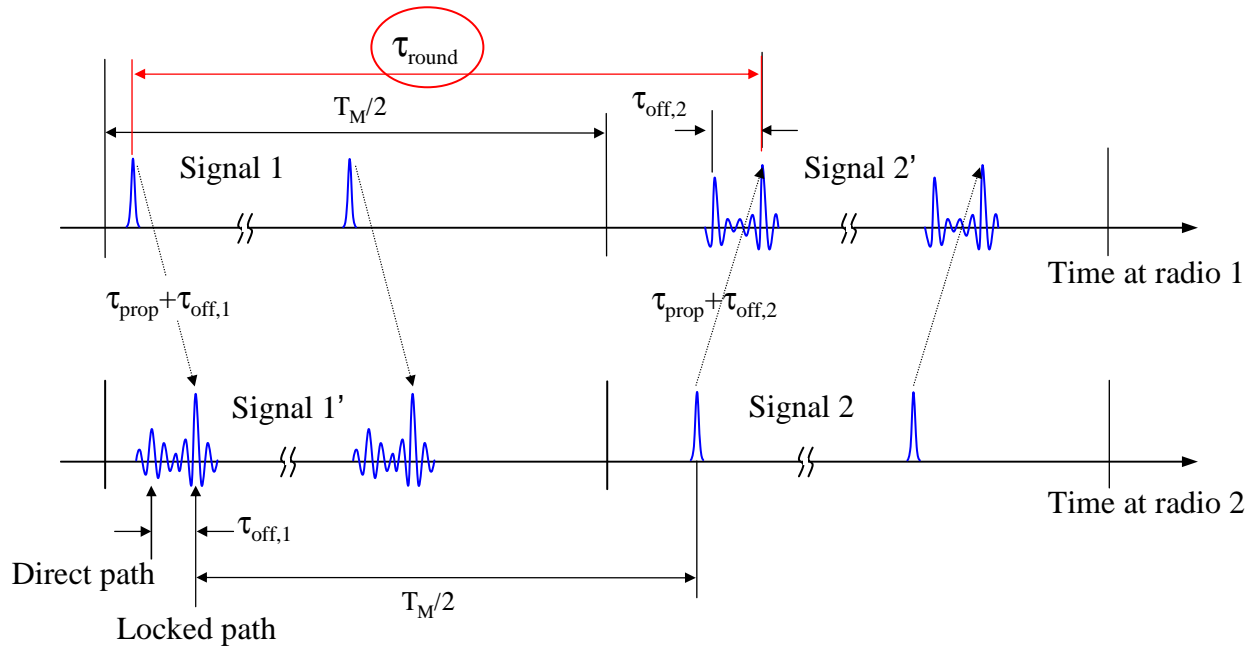 τround
TM/2
τoff,2
Signal 1
Signal 2’
Time at radio 1
τprop+τoff,1
τprop+τoff,2
Signal 1’
Signal 2
Time at radio 2
τoff,1
Direct path
TM/2
Locked path